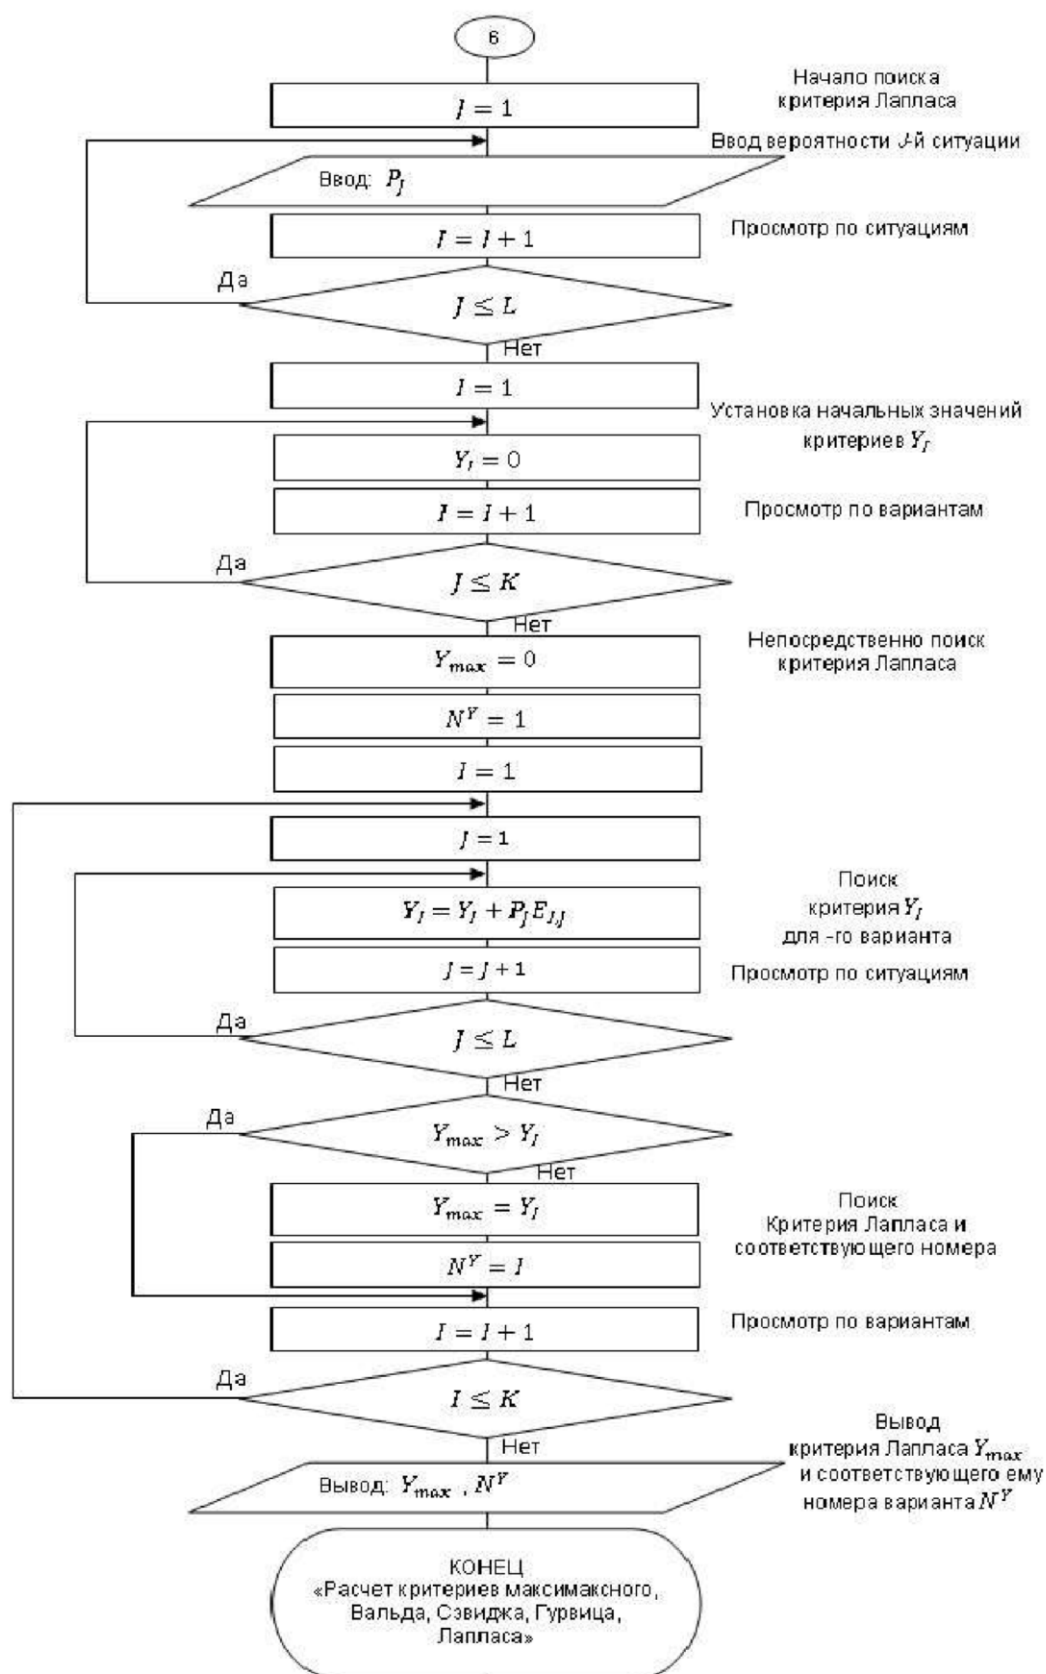 6
J = 1
Начало поиска
критерия Лапласа
Ввод вероятности J-й ситуации
Ввод: P_J
I = I + 1
Просмотр по ситуациям
Да
J ≤ L
Нет
I = 1
Установка начальных значений
критериев Y_I
Y_I = 0
I = I + 1
Просмотр по вариантам
Да
J ≤ K
Нет
Y_max = 0
Непосредственно поиск
критерия Лапласа
N^Y = 1
I = 1
J = 1
Y_I = Y_I + P_J E_I,J
Поиск
критерия Y_I
для -го варианта
J = J + 1
Просмотр по ситуациям
Да
J ≤ L
Нет
Да
Y_max > Y_I
Нет
Y_max = Y_I
Поиск
Критерия Лапласа и
соответствующего номера
N^Y = I
I = I + 1
Просмотр по вариантам
Да
I ≤ K
Нет
Вывод
критерия Лапласа Y_max
и соответствующего ему
номера варианта N^Y
Вывод: Y_max , N^Y
КОНЕЦ
«Расчет критериев максимаксного,
Вальда, Сэвиджа, Гурвица,
Лапласа»